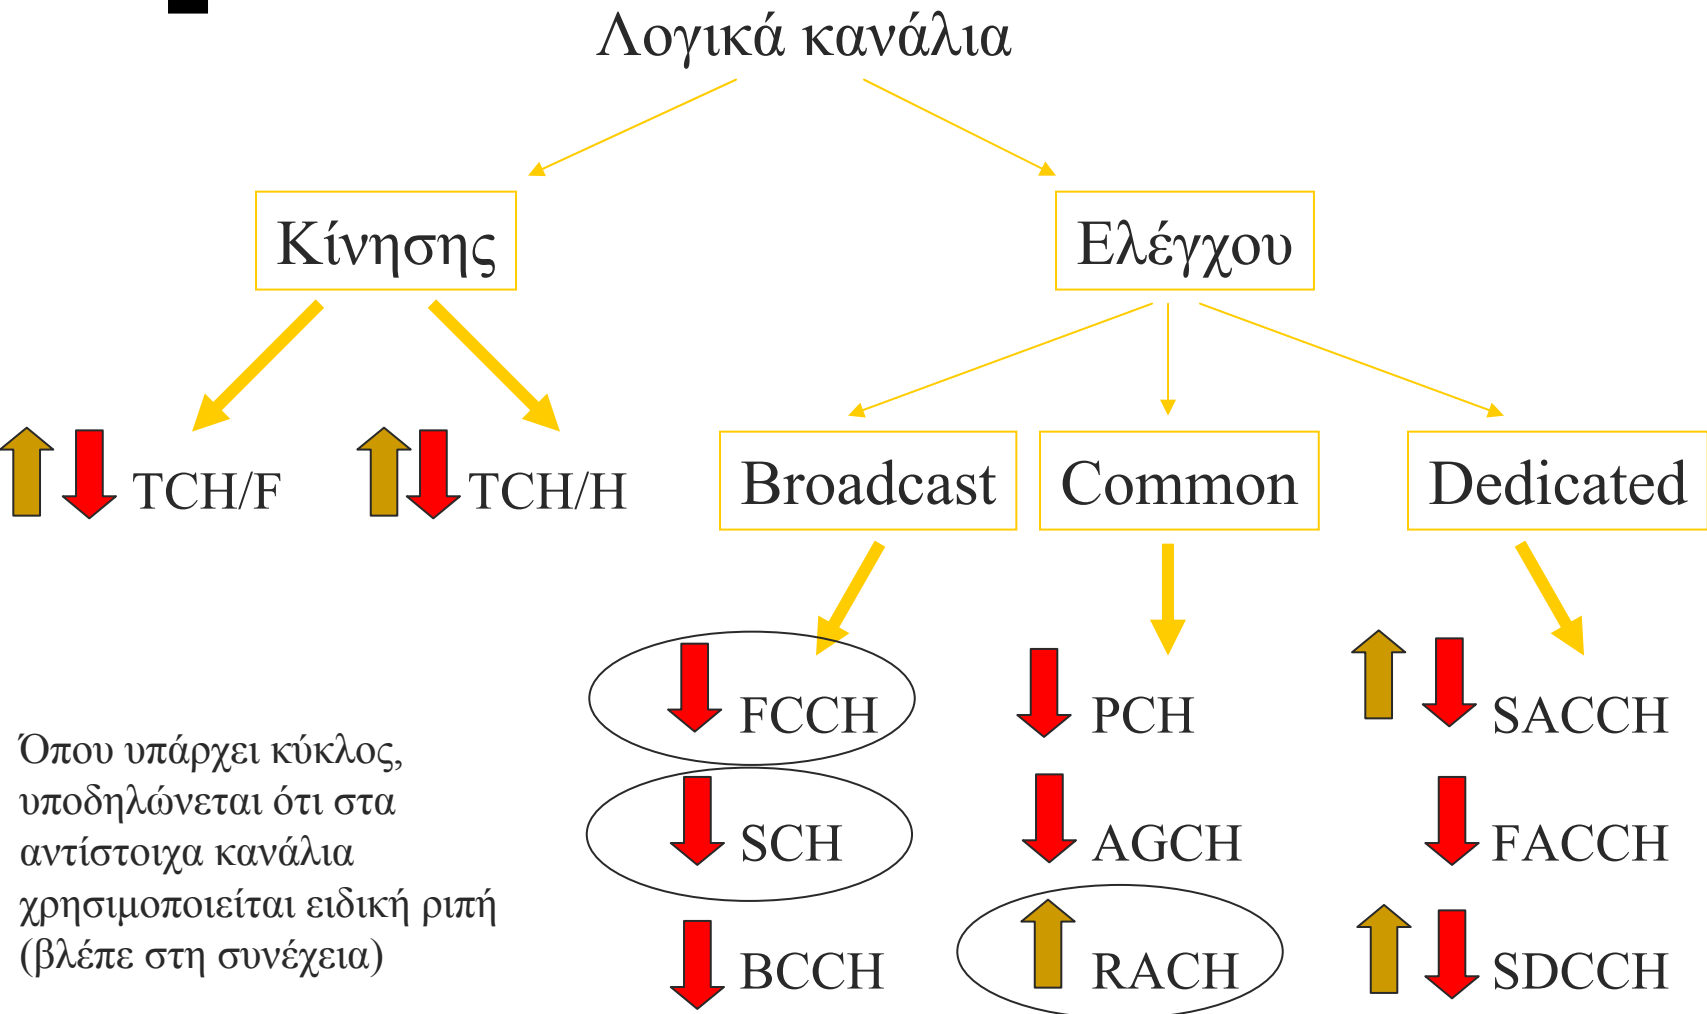 Λογικά κανάλια
Κίνησης
Ελέγχου
TCH/F
TCH/H
Broadcast
Common
Dedicated
FCCH
PCH
SACCH
SCH
AGCH
FACCH
BCCH
RACH
SDCCH
Όπου υπάρχει κύκλος,
υποδηλώνεται ότι στα
αντίστοιχα κανάλια
χρησιμοποιείται ειδική ριπή
(βλέπε στη συνέχεια)